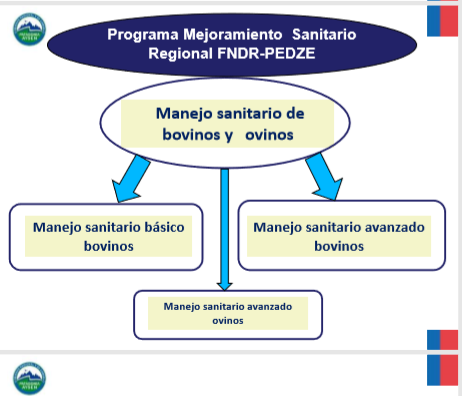 Programa Mejoramiento Sanitario
Regional FNDR-PEDZE
Manejo sanitario de
bovinos y ovinos
Manejo sanitario básico
bovinos
Manejo sanitario avanzado
bovinos
Manejo sanitario avanzado
ovinos